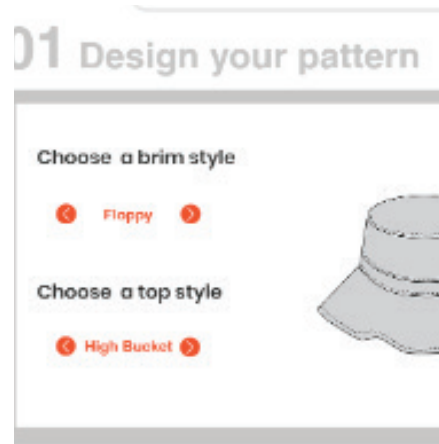 01 Design your pattern
Choose a brim style
Floppy
Choose a top style
High Bucket